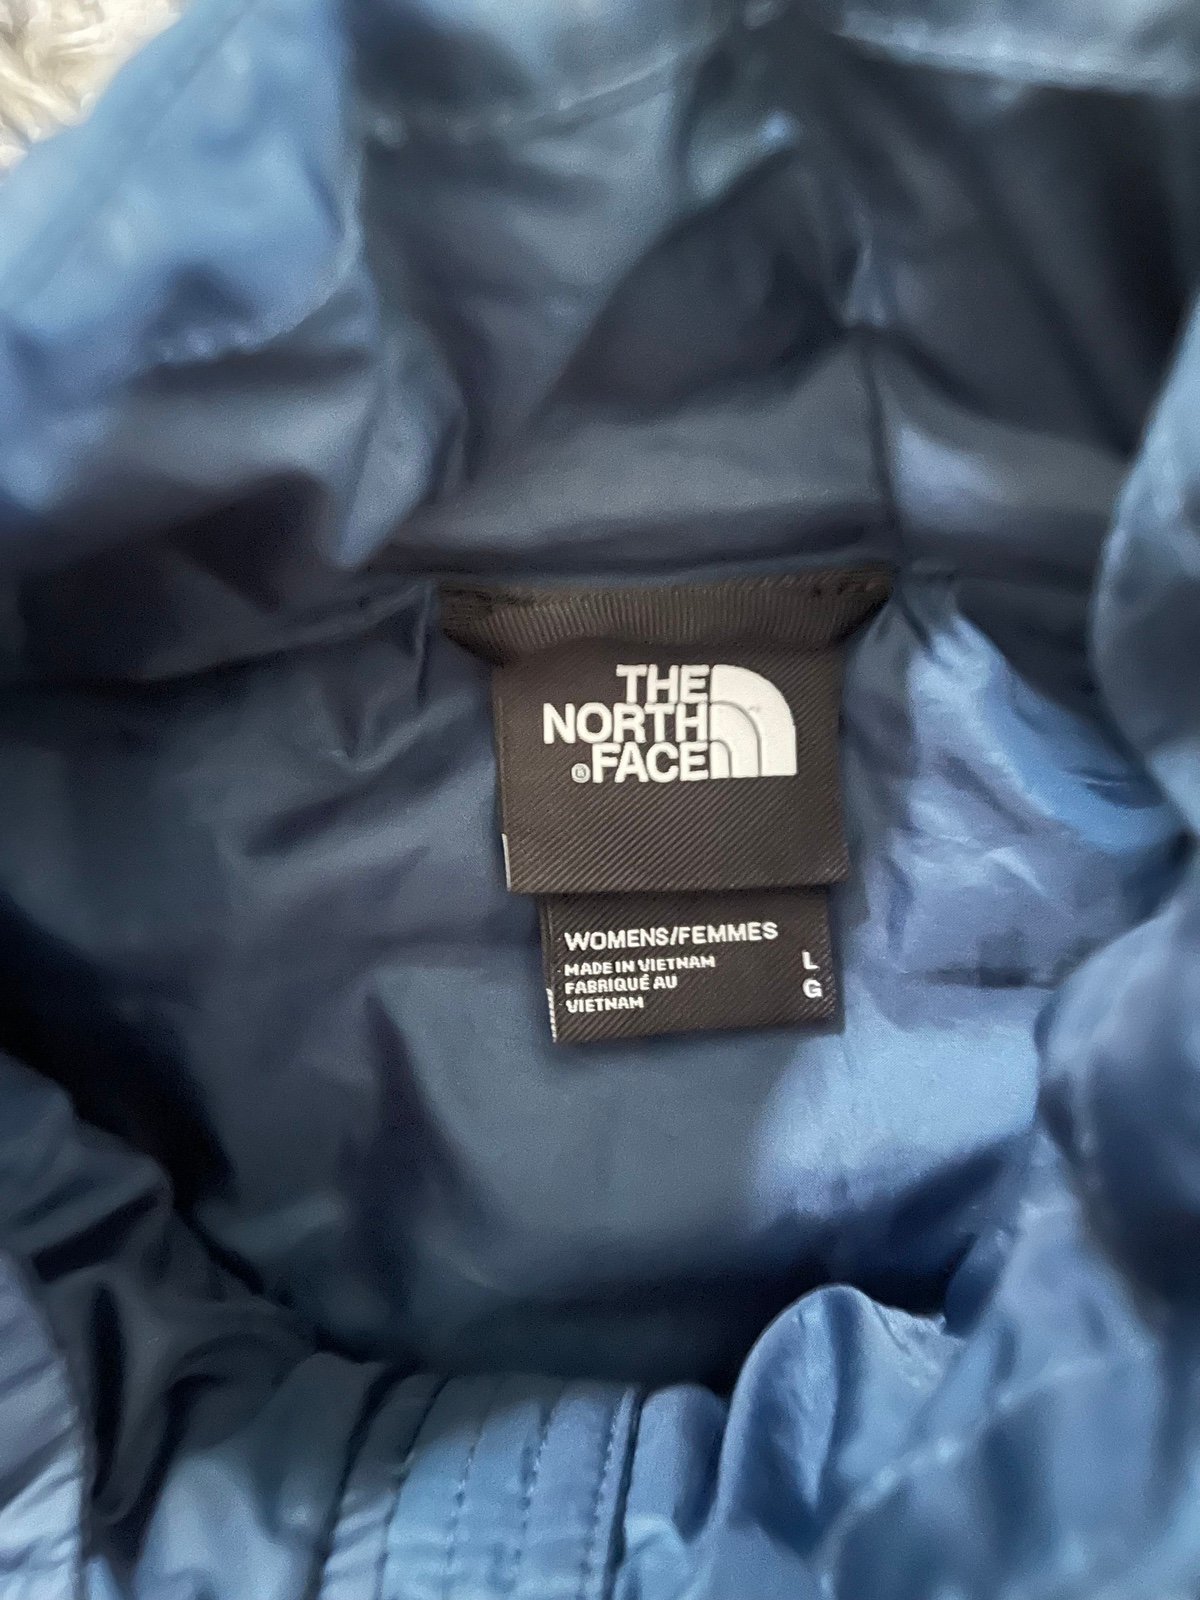 THE
NORTH
®FACE
WOMENS/FEMMES
MADE IN VIETNAM L
FABRIQUÉ AU G
VIETNAM